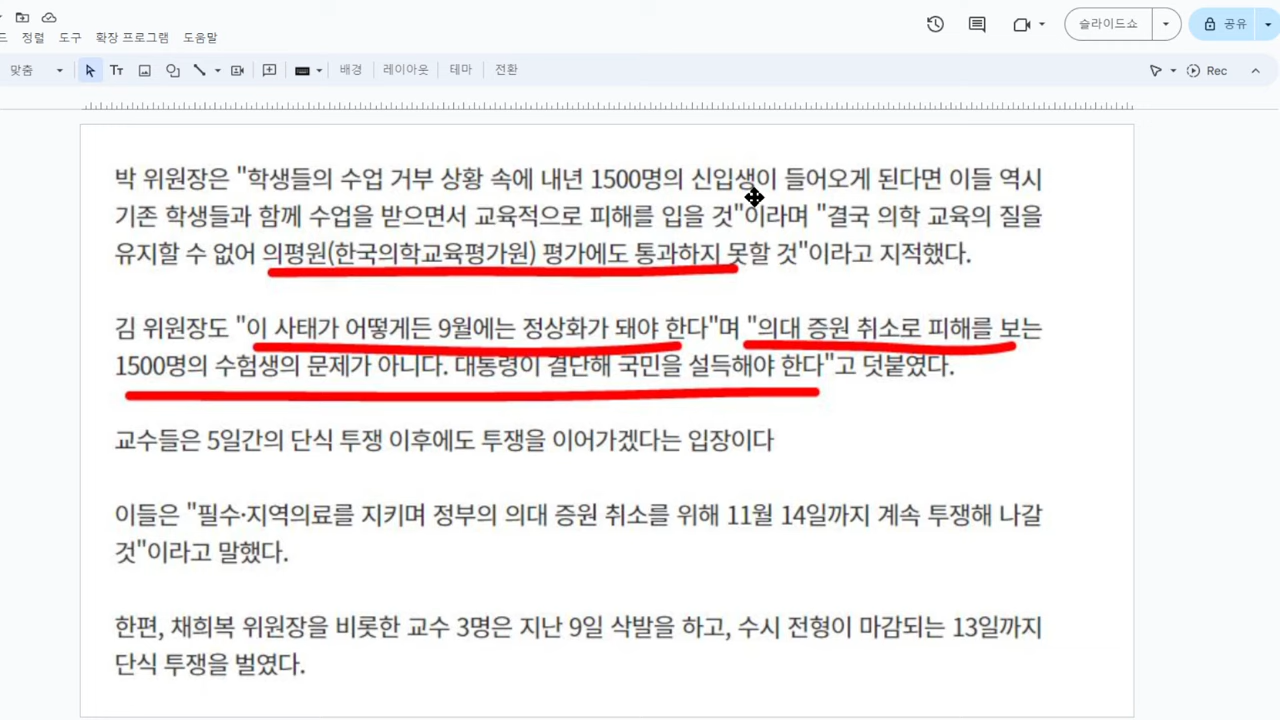 드 정렬 도구 확장 프로그램 도움말
슬라이드쇼
공유
맞춤
배경 레이아웃 테마 전환
Rec
박 위원장은 "학생들의 수업 거부 상황 속에 내년 1500명의 신입생이 들어오게 된다면 이들 역시
기존 학생들과 함께 수업을 받으면서 교육적으로 피해를 입을 것"이라며 "결국 의학 교육의 질을
유지할 수 없어 의평원(한국의학교육평가원) 평가에도 통과하지 못할 것"이라고 지적했다.
김 위원장도 "이 사태가 어떻게든 9월에는 정상화가 돼야 한다"며 "의대 증원 취소로 피해를 보는
1500명의 수험생의 문제가 아니다. 대통령이 결단해 국민을 설득해야 한다"고 덧붙였다.
교수들은 5일간의 단식 투쟁 이후에도 투쟁을 이어가겠다는 입장이다
이들은 "필수·지역의료를 지키며 정부의 의대 증원 취소를 위해 11월 14일까지 계속 투쟁해 나갈
것"이라고 말했다.
한편, 채희복 위원장을 비롯한 교수 3명은 지난 9일 삭발을 하고, 수시 전형이 마감되는 13일까지
단식 투쟁을 벌였다.